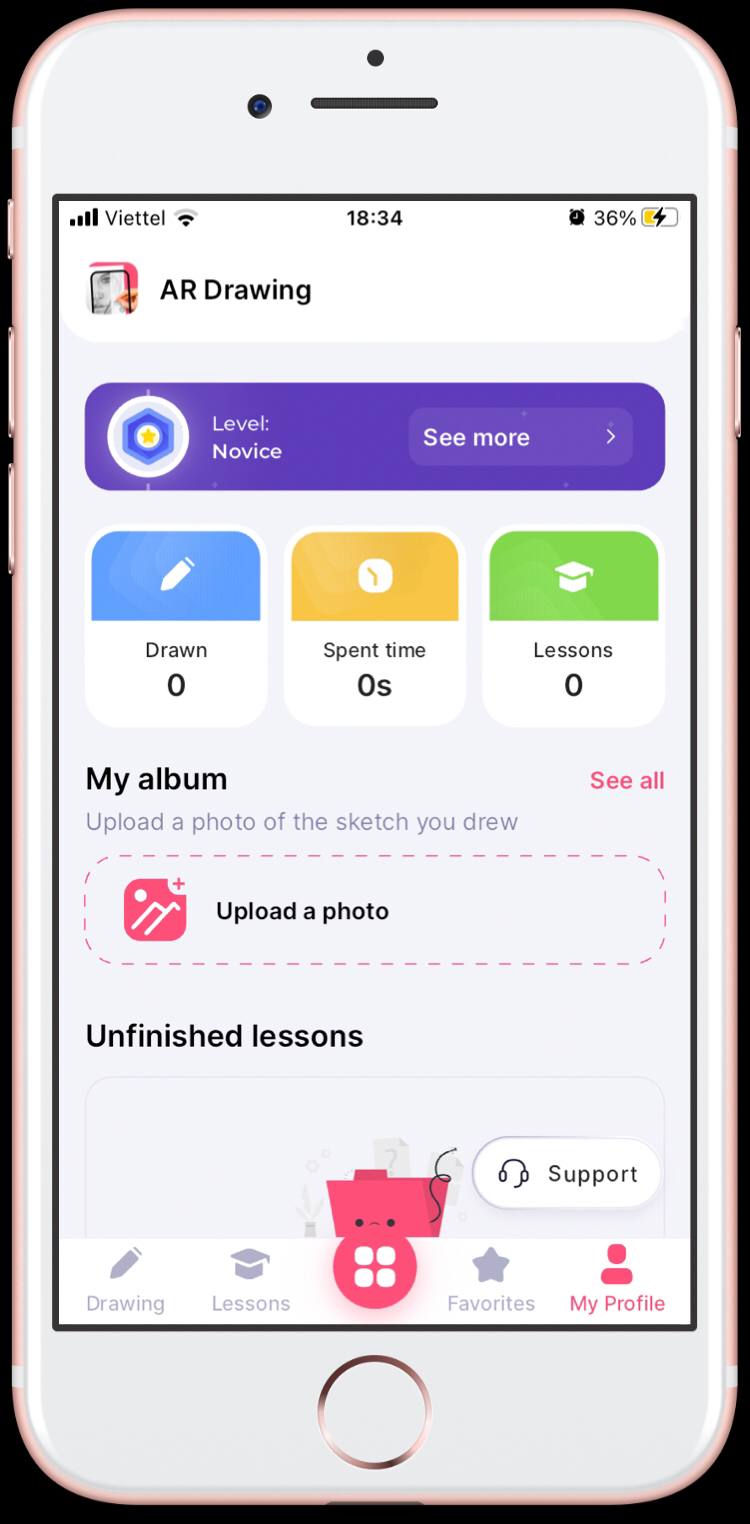 Viettel 18:34 36%
AR Drawing
Level:
Novice
See more
Drawn
0
Spent time
0s
Lessons
0
My album
See all
Upload a photo of the sketch you drew
Upload a photo
Unfinished lessons
?
Support
Drawing
Lessons
Favorites
My Profile